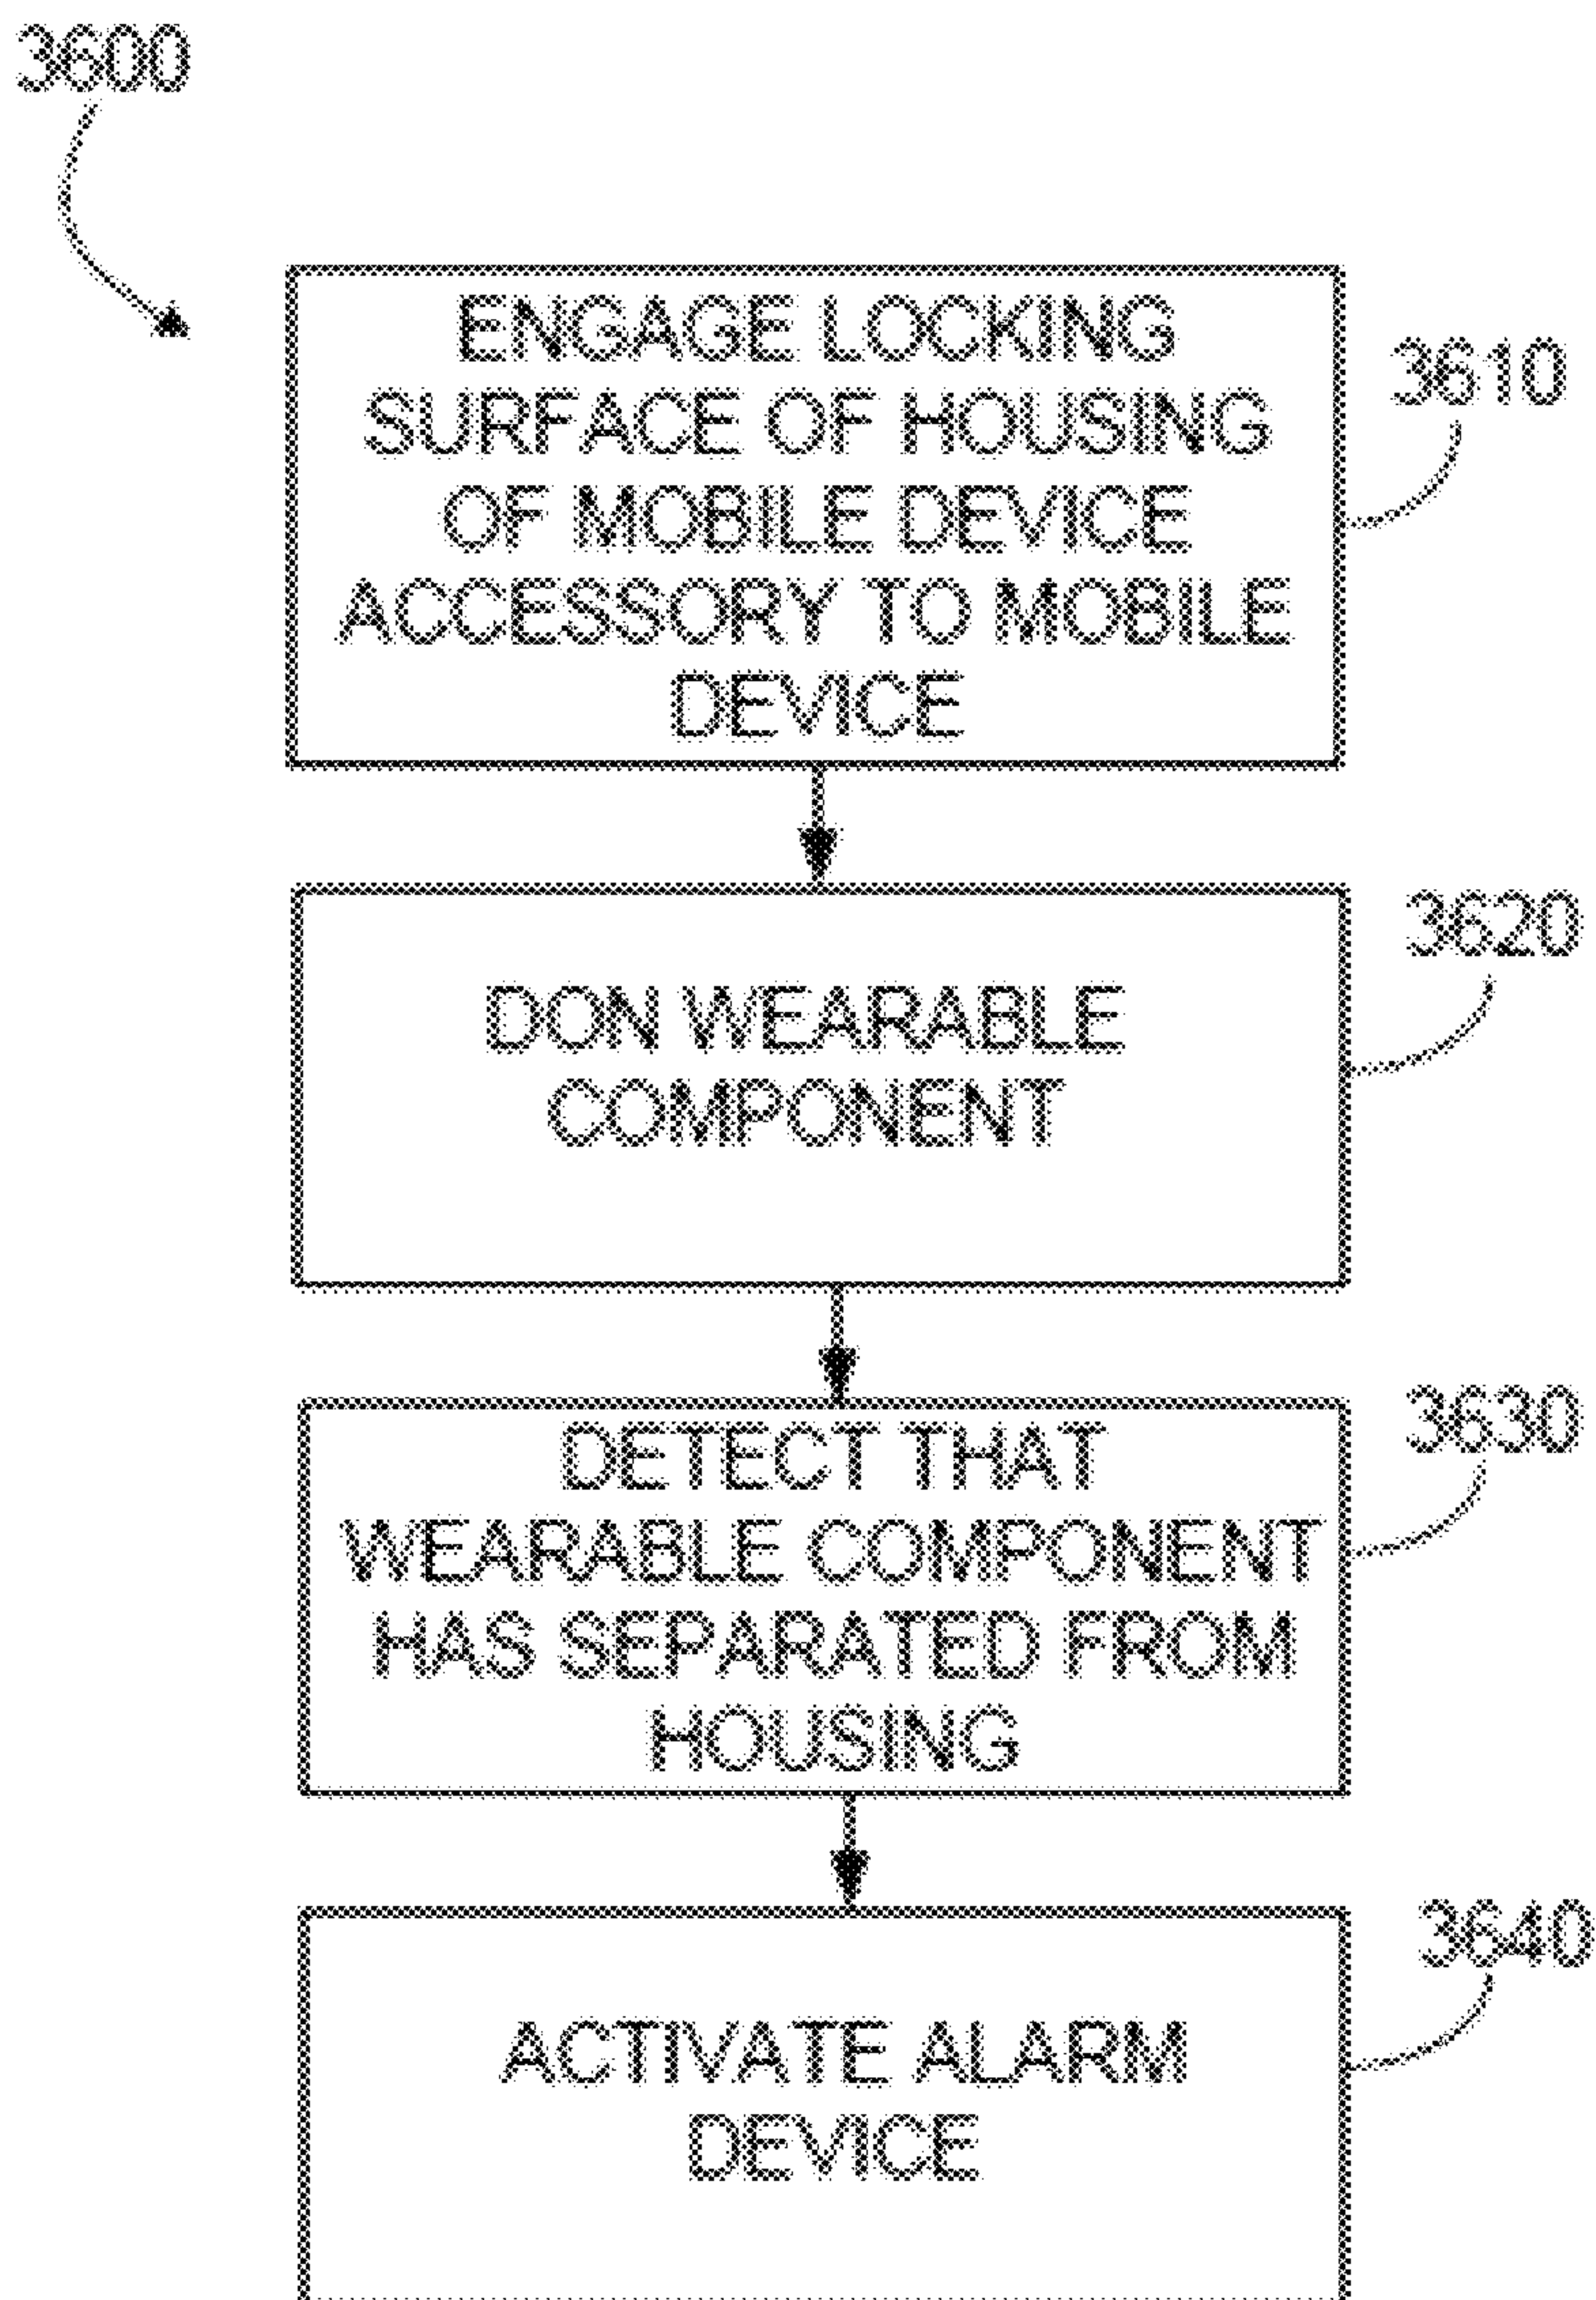 3600
ENGAGE LOCKING
SURFACE OF HOUSING
OF MOBILE DEVICE
ACCESSORY TO MOBILE
DEVICE
3610
DON WEARABLE
COMPONENT
3620
DETECT THAT
WEARABLE COMPONENT
HAS SEPARATED FROM
HOUSING
3630
ACTIVATE ALARM
DEVICE
3640